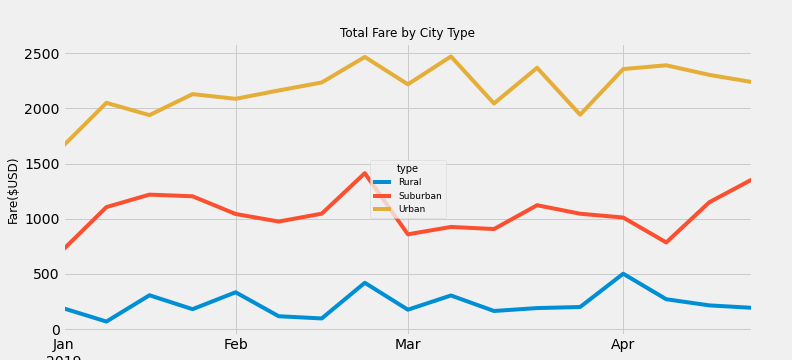 Total Fare by City Type
Fare($USD)
2500
2000
1500
1000
500
0
type
Rural
Suburban
Urban
Jan
Feb
Mar
Apr
2019